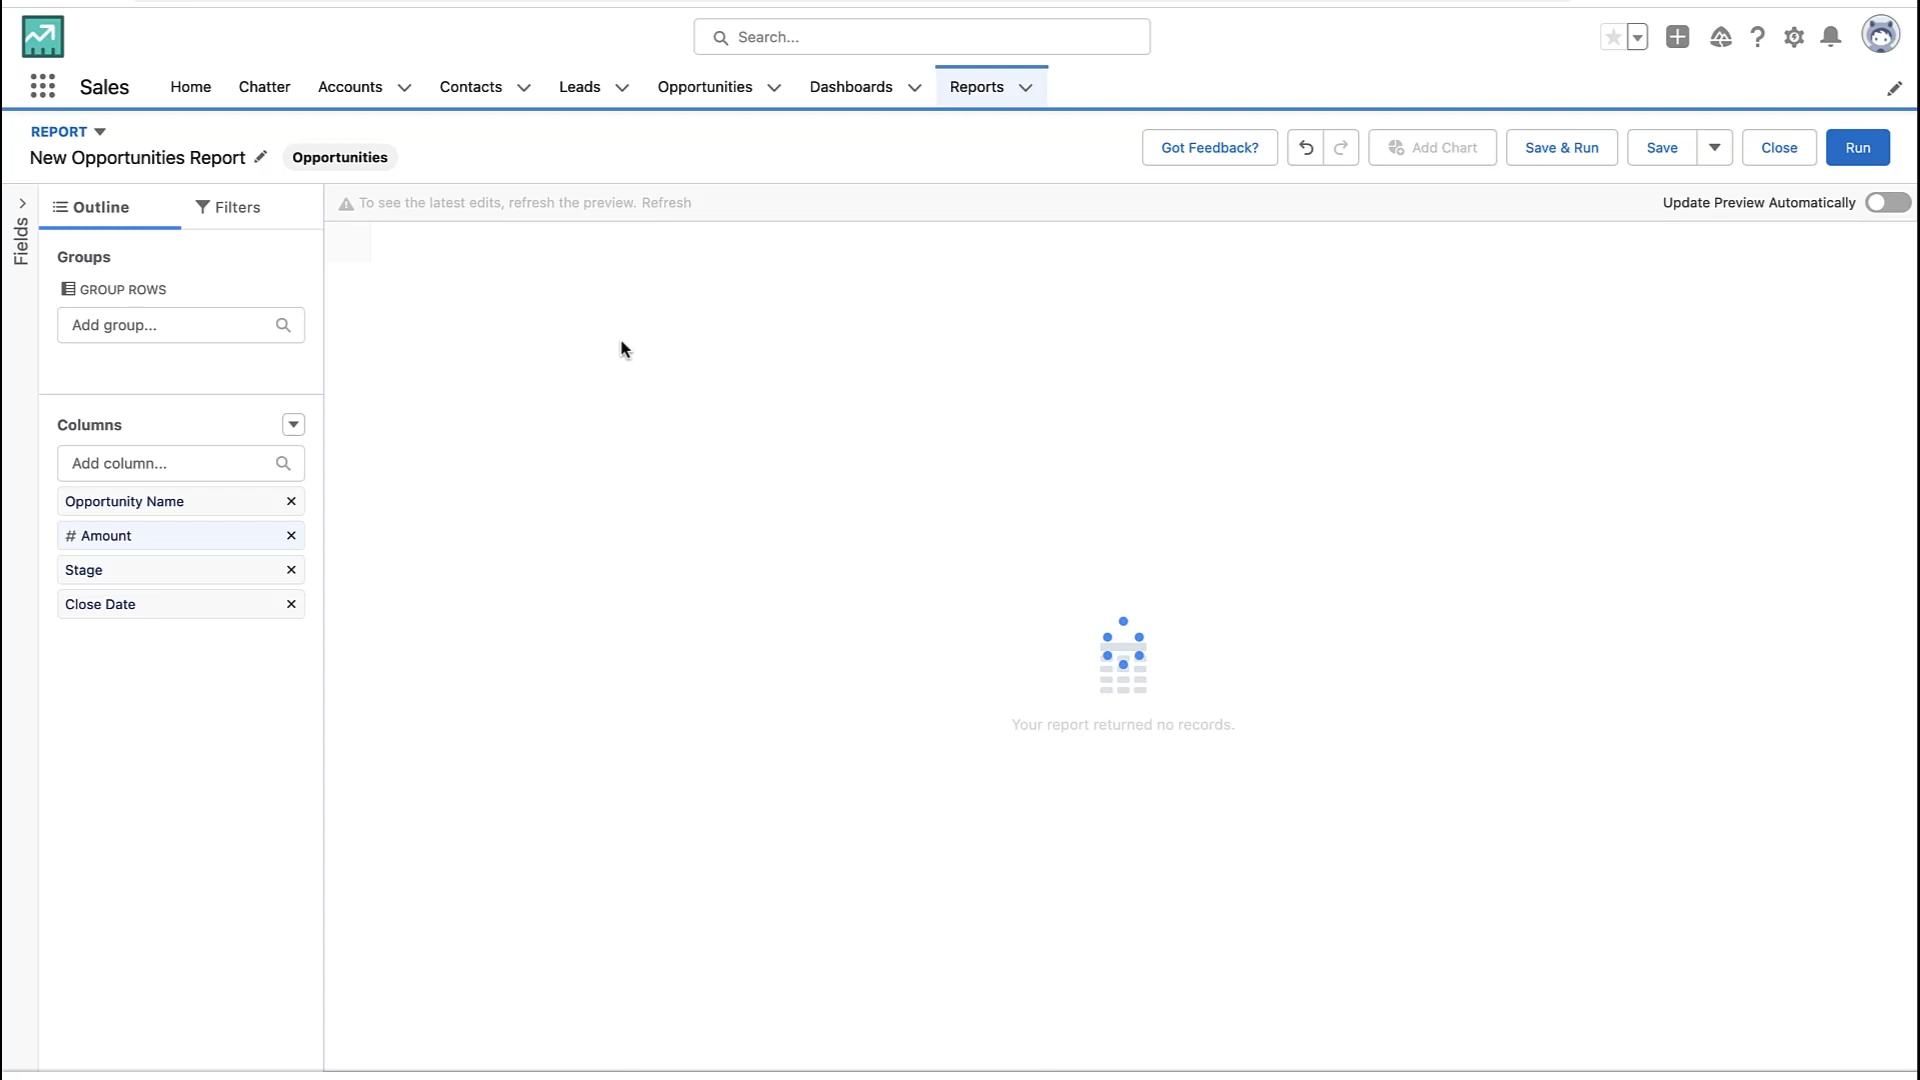 Search...
Sales
Home
Chatter
Accounts
Contacts
Leads
Opportunities
Dashboards
Reports
REPORT
New Opportunities Report
Opportunities
Got Feedback?
Add Chart
Save & Run
Save
Close
Run
Fields
Outline
Filters
To see the latest edits, refresh the preview. Refresh
Update Preview Automatically
Groups
GROUP ROWS
Add group...
Columns
Add column...
Opportunity Name
# Amount
Stage
Close Date
Your report returned no records.